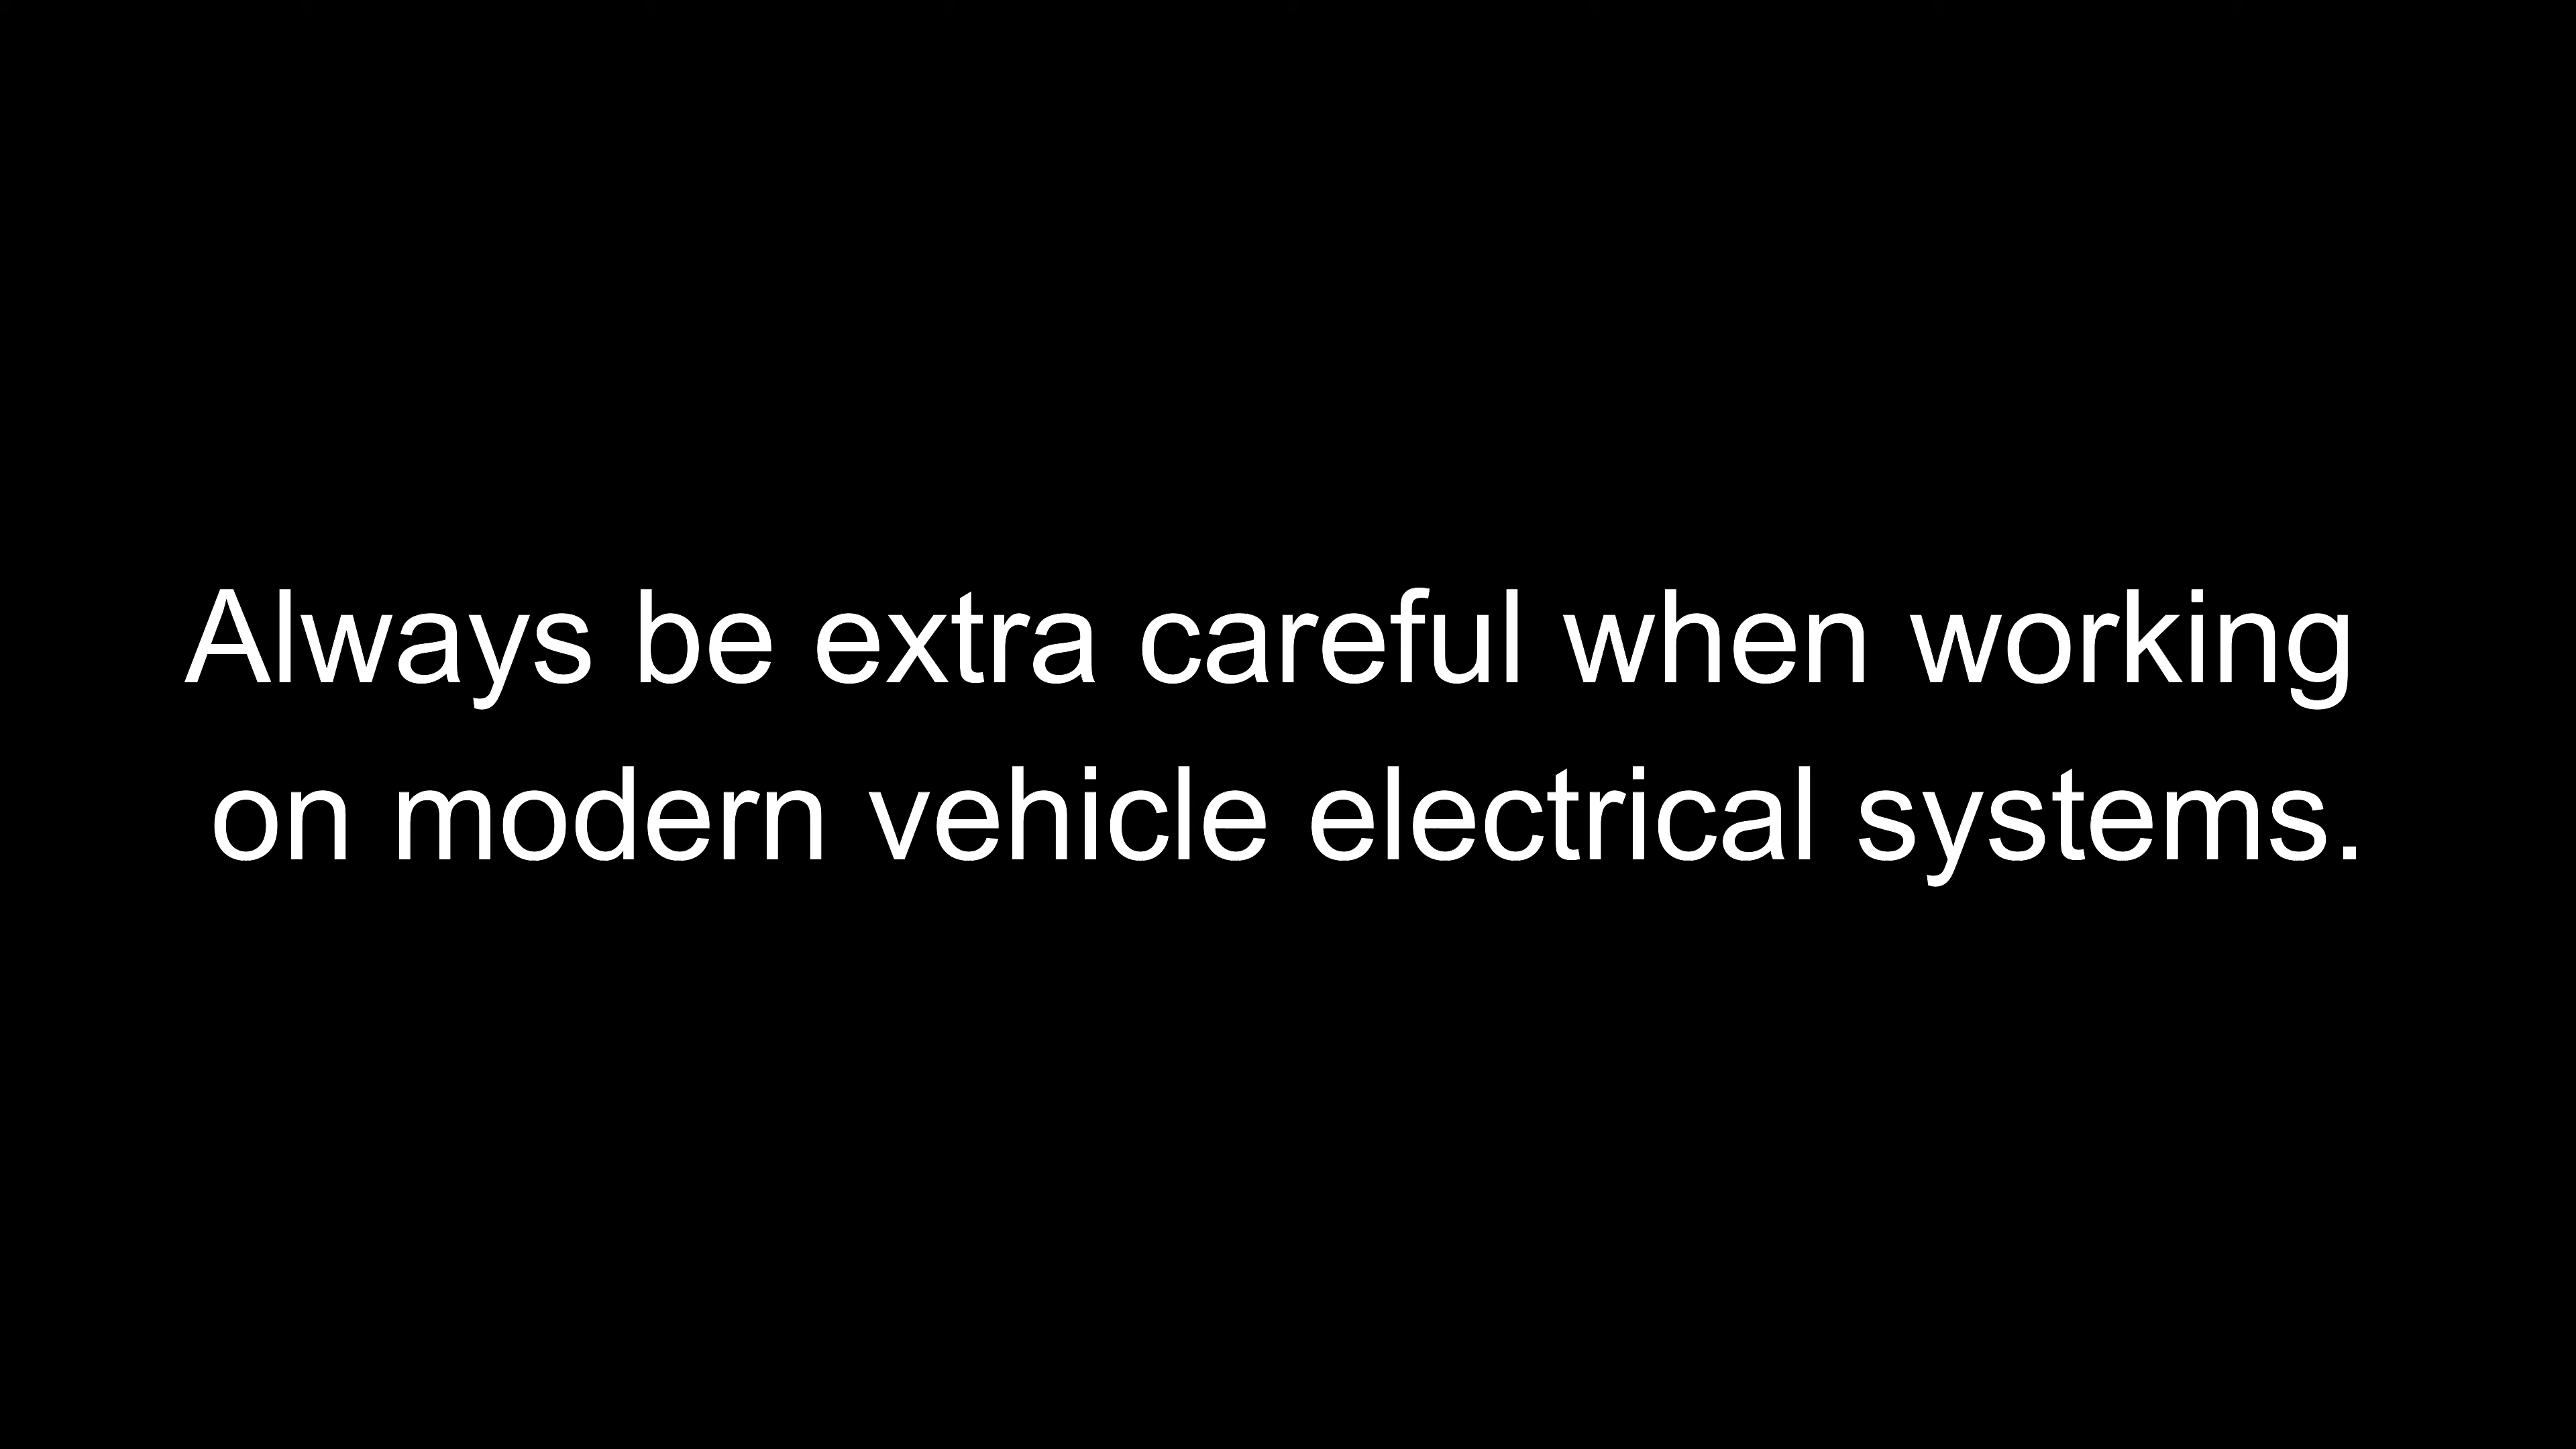 Always be extra careful when working
on modern vehicle electrical systems.